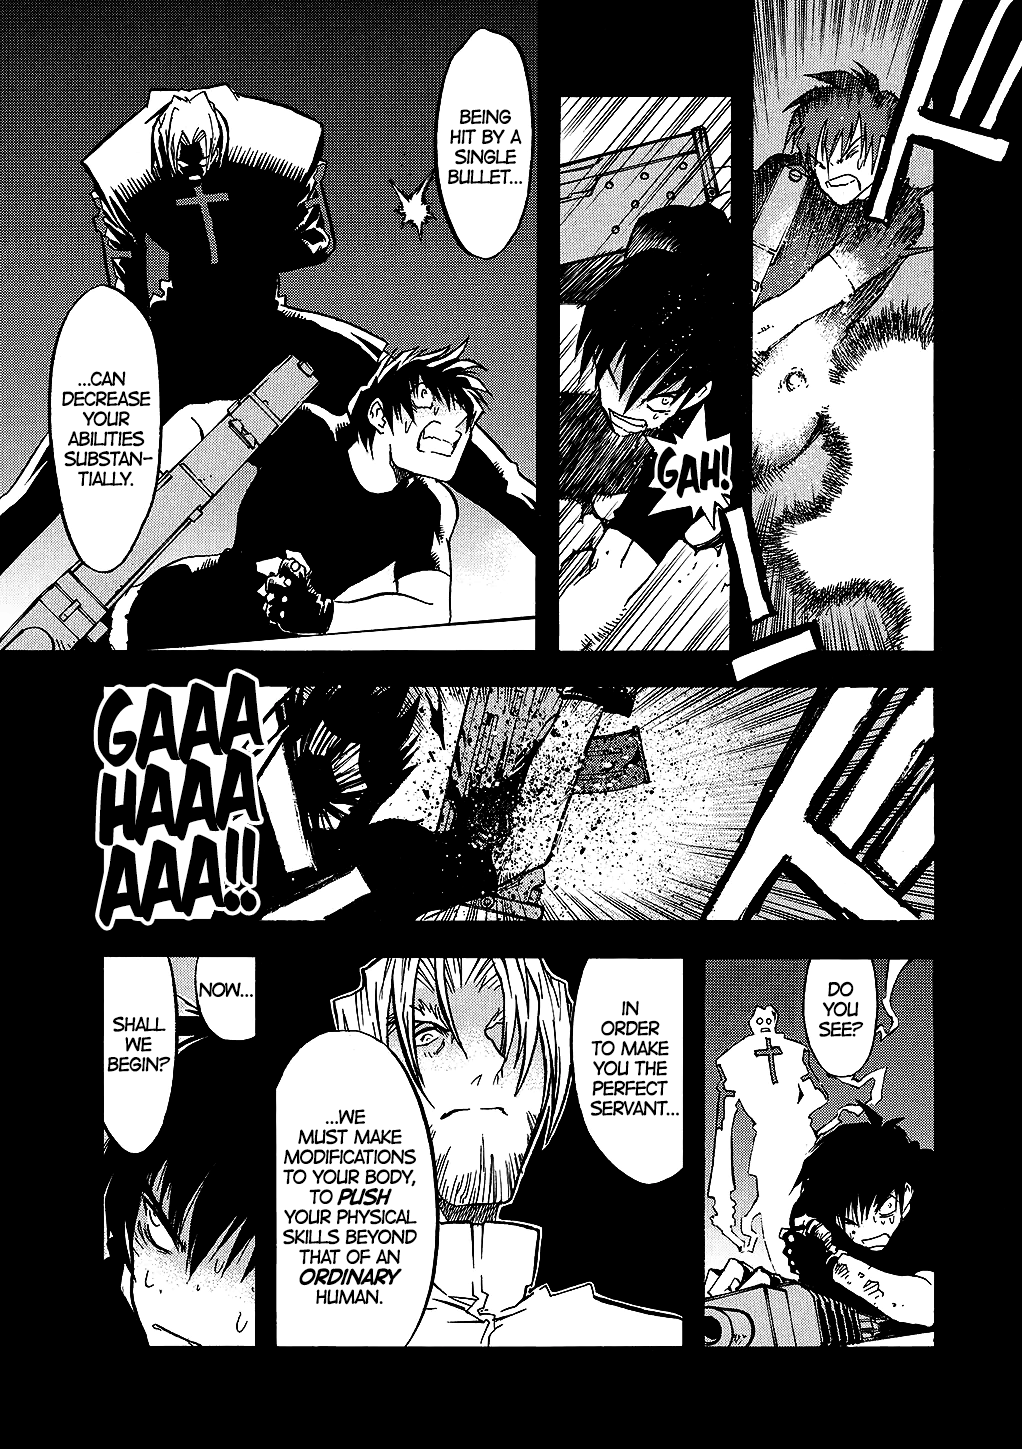 GAH!
BEING
HIT BY A
SINGLE
BULLET...
...CAN
DECREASE
YOUR
ABILITIES
SUBSTAN-
TIALLY.
GAAA
HAAA
AAA!!
DO
YOU
SEE?
IN
ORDER
TO MAKE
YOU THE
PERFECT
SERVANT...
...WE
MUST MAKE
MODIFICATIONS
TO YOUR BODY,
TO PUSH
YOUR PHYSICAL
SKILLS BEYOND
THAT OF AN
ORDINARY
HUMAN.
NOW...
SHALL
WE
BEGIN?